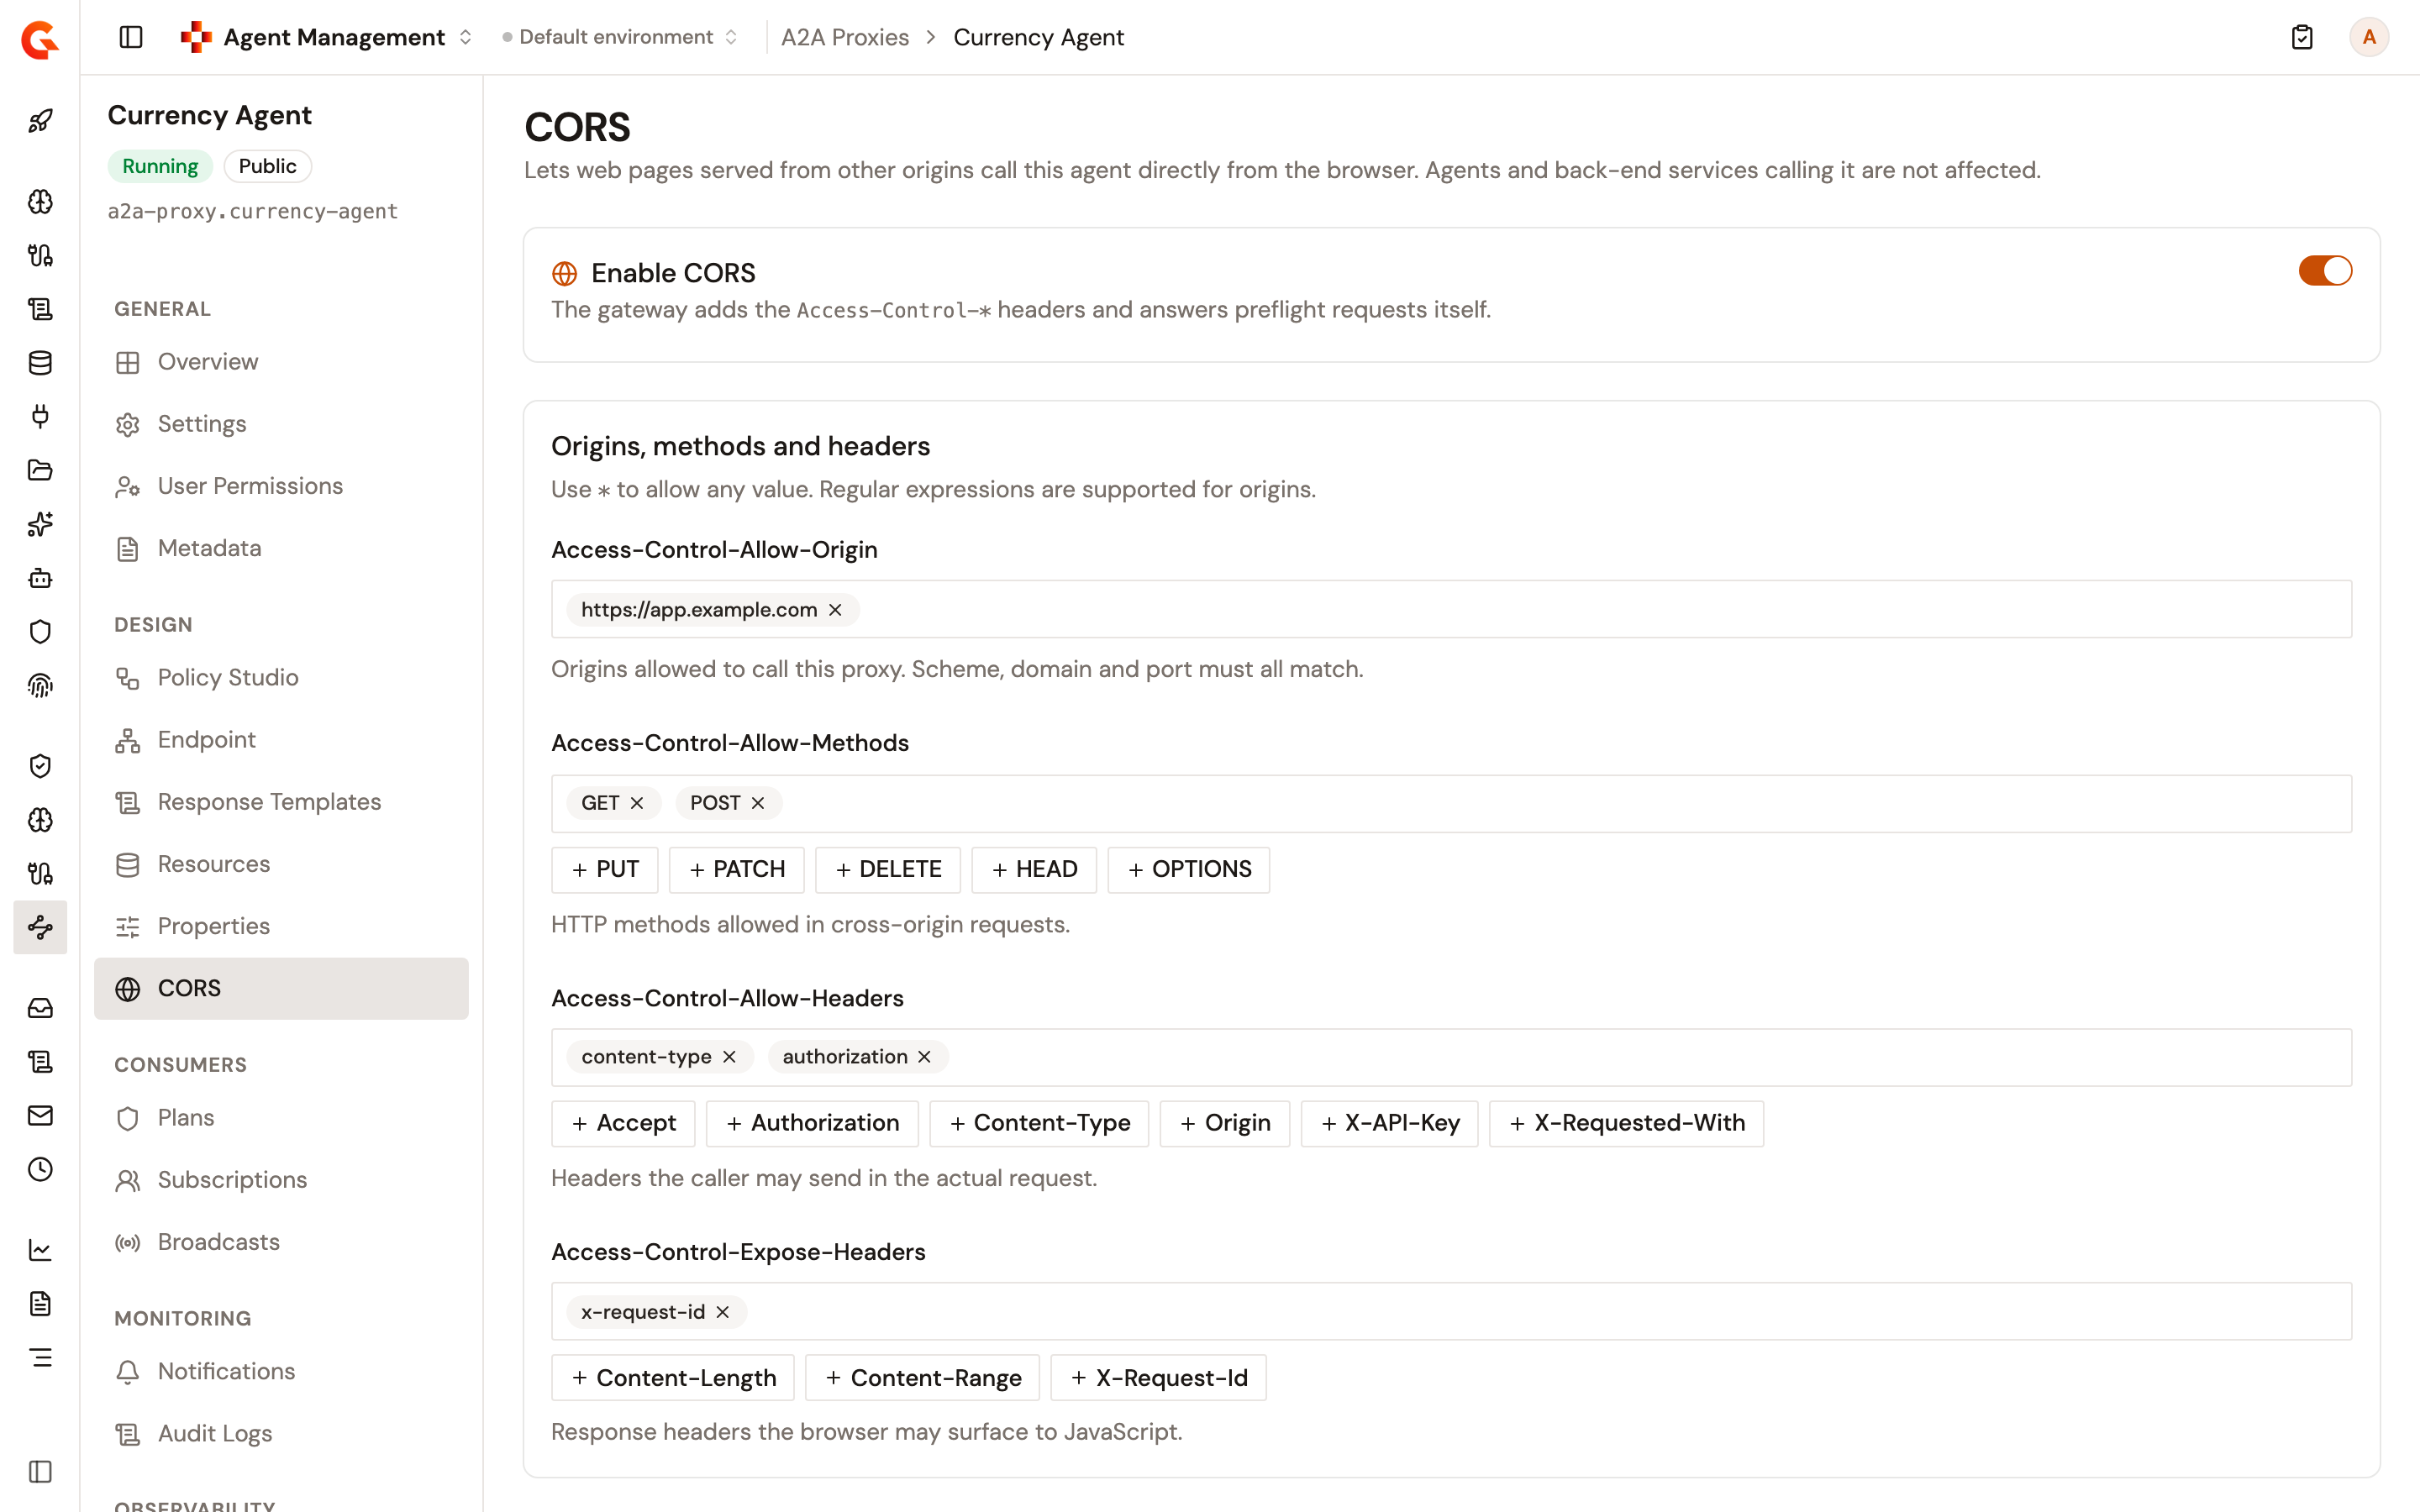 Agent Management
Default environment
A2A Proxies > Currency Agent
A
Currency Agent
Running
Public
a2a-proxy.currency-agent
GENERAL
Overview
Settings
User Permissions
Metadata
DESIGN
Policy Studio
Endpoint
Response Templates
Resources
Properties
CORS
CONSUMERS
Plans
Subscriptions
Broadcasts
MONITORING
Notifications
Audit Logs
OBSERVABILITY
CORS
Lets web pages served from other origins call this agent directly from the browser. Agents and back-end services calling it are not affected.
Enable CORS
The gateway adds the Access-Control-* headers and answers preflight requests itself.
Origins, methods and headers
Use * to allow any value. Regular expressions are supported for origins.
Access-Control-Allow-Origin
https://app.example.com ×
Origins allowed to call this proxy. Scheme, domain and port must all match.
Access-Control-Allow-Methods
GET × POST ×
+ PUT + PATCH + DELETE + HEAD + OPTIONS
HTTP methods allowed in cross-origin requests.
Access-Control-Allow-Headers
content-type × authorization ×
+ Accept + Authorization + Content-Type + Origin + X-API-Key + X-Requested-With
Headers the caller may send in the actual request.
Access-Control-Expose-Headers
x-request-id ×
+ Content-Length + Content-Range + X-Request-Id
Response headers the browser may surface to JavaScript.